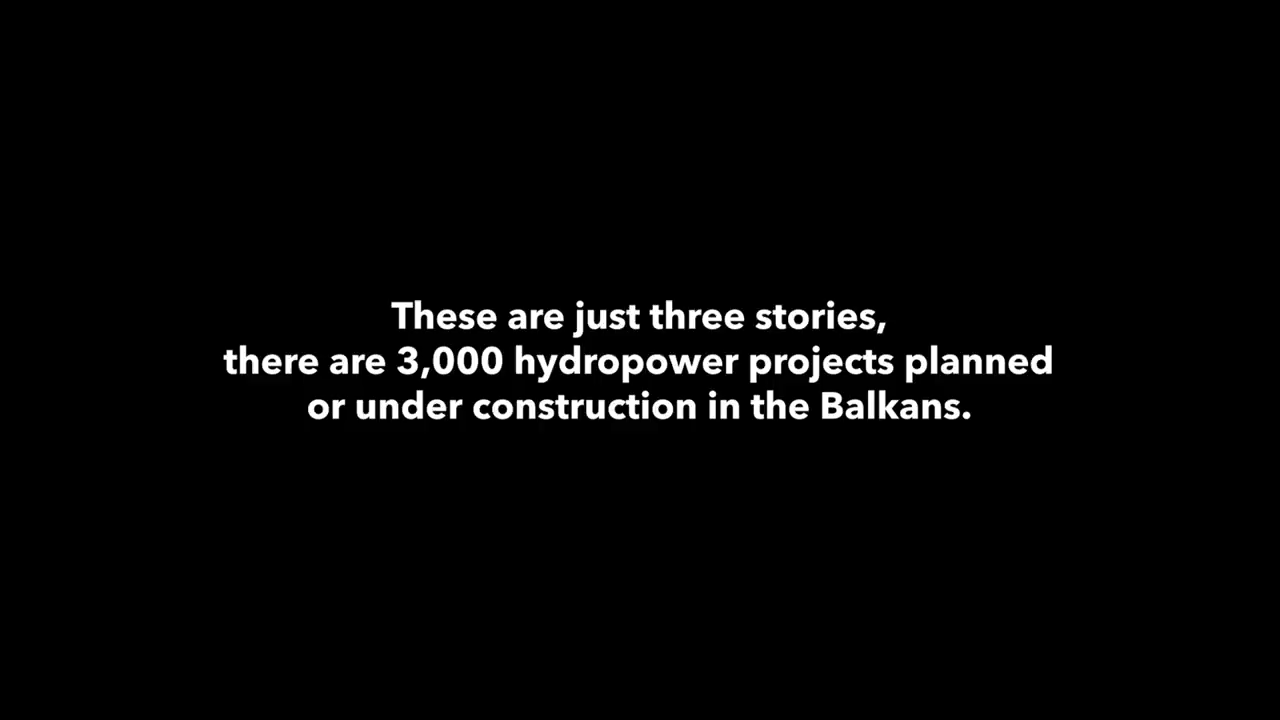 These are just three stories,
there are 3,000 hydropower projects planned
or under construction in the Balkans.